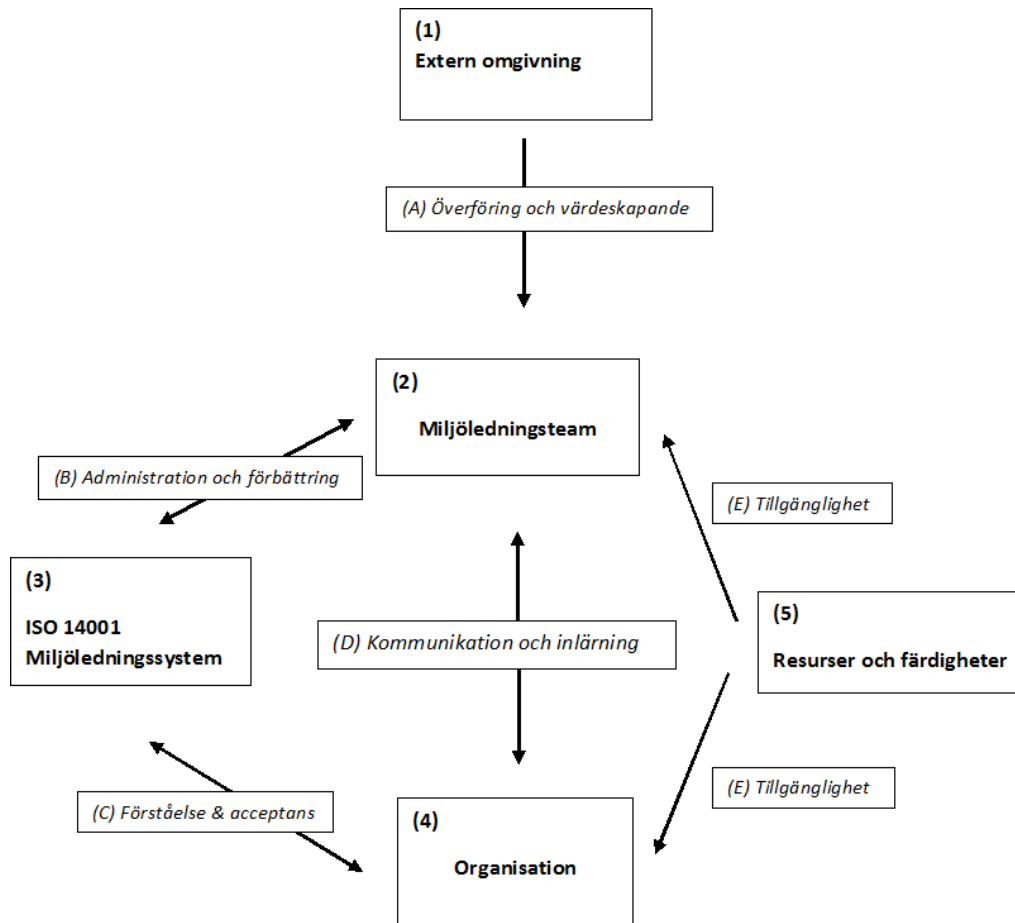 (1)
Extern omgivning
(A) Överföring och värdeskapande
(2)
Miljöledningsteam
(B) Administration och förbättring
(E) Tillgänglighet
(3)
ISO 14001
Miljöledningssystem
(D) Kommunikation och inlärning
(5)
Resurser och färdigheter
(C) Förståelse & acceptans
(E) Tillgänglighet
(4)
Organisation